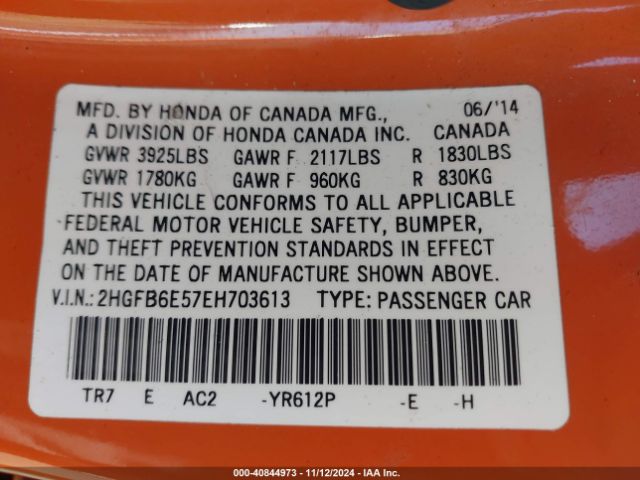 MFD. BY HONDA OF CANADA MFG., 06/'14
A DIVISION OF HONDA CANADA INC. CANADA
GVWR 3925LBS GAWR F 2117LBS R 1830LBS
GVWR 1780KG GAWR F 960KG R 830KG
THIS VEHICLE CONFORMS TO ALL APPLICABLE
FEDERAL MOTOR VEHICLE SAFETY, BUMPER,
AND THEFT PREVENTION STANDARDS IN EFFECT
ON THE DATE OF MANUFACTURE SHOWN ABOVE.
V.I.N.: 2HGFB6E57EH703613 TYPE: PASSENGER CAR
TR7 E AC2 -YR612P -E -H
000-40844973 - 11/12/2024 - IAA Inc.